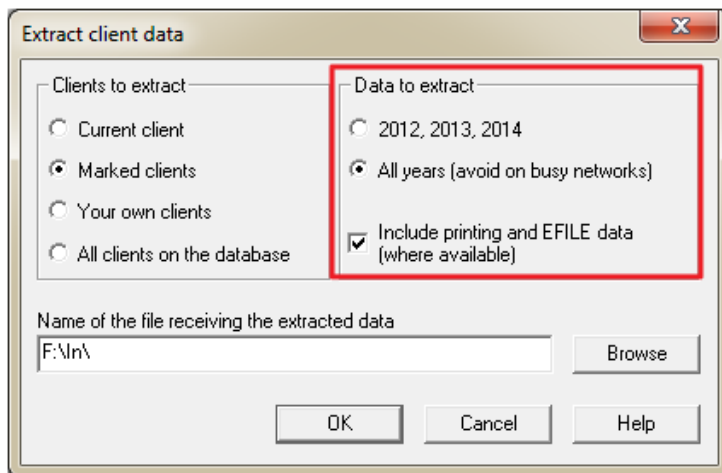 Extract client data
Clients to extract
Current client
Marked clients
Your own clients
All clients on the database
Data to extract
2012, 2013, 2014
All years (avoid on busy networks)
Include printing and EFILE data
(where available)
Name of the file receiving the extracted data
F:\In\
Browse
OK
Cancel
Help